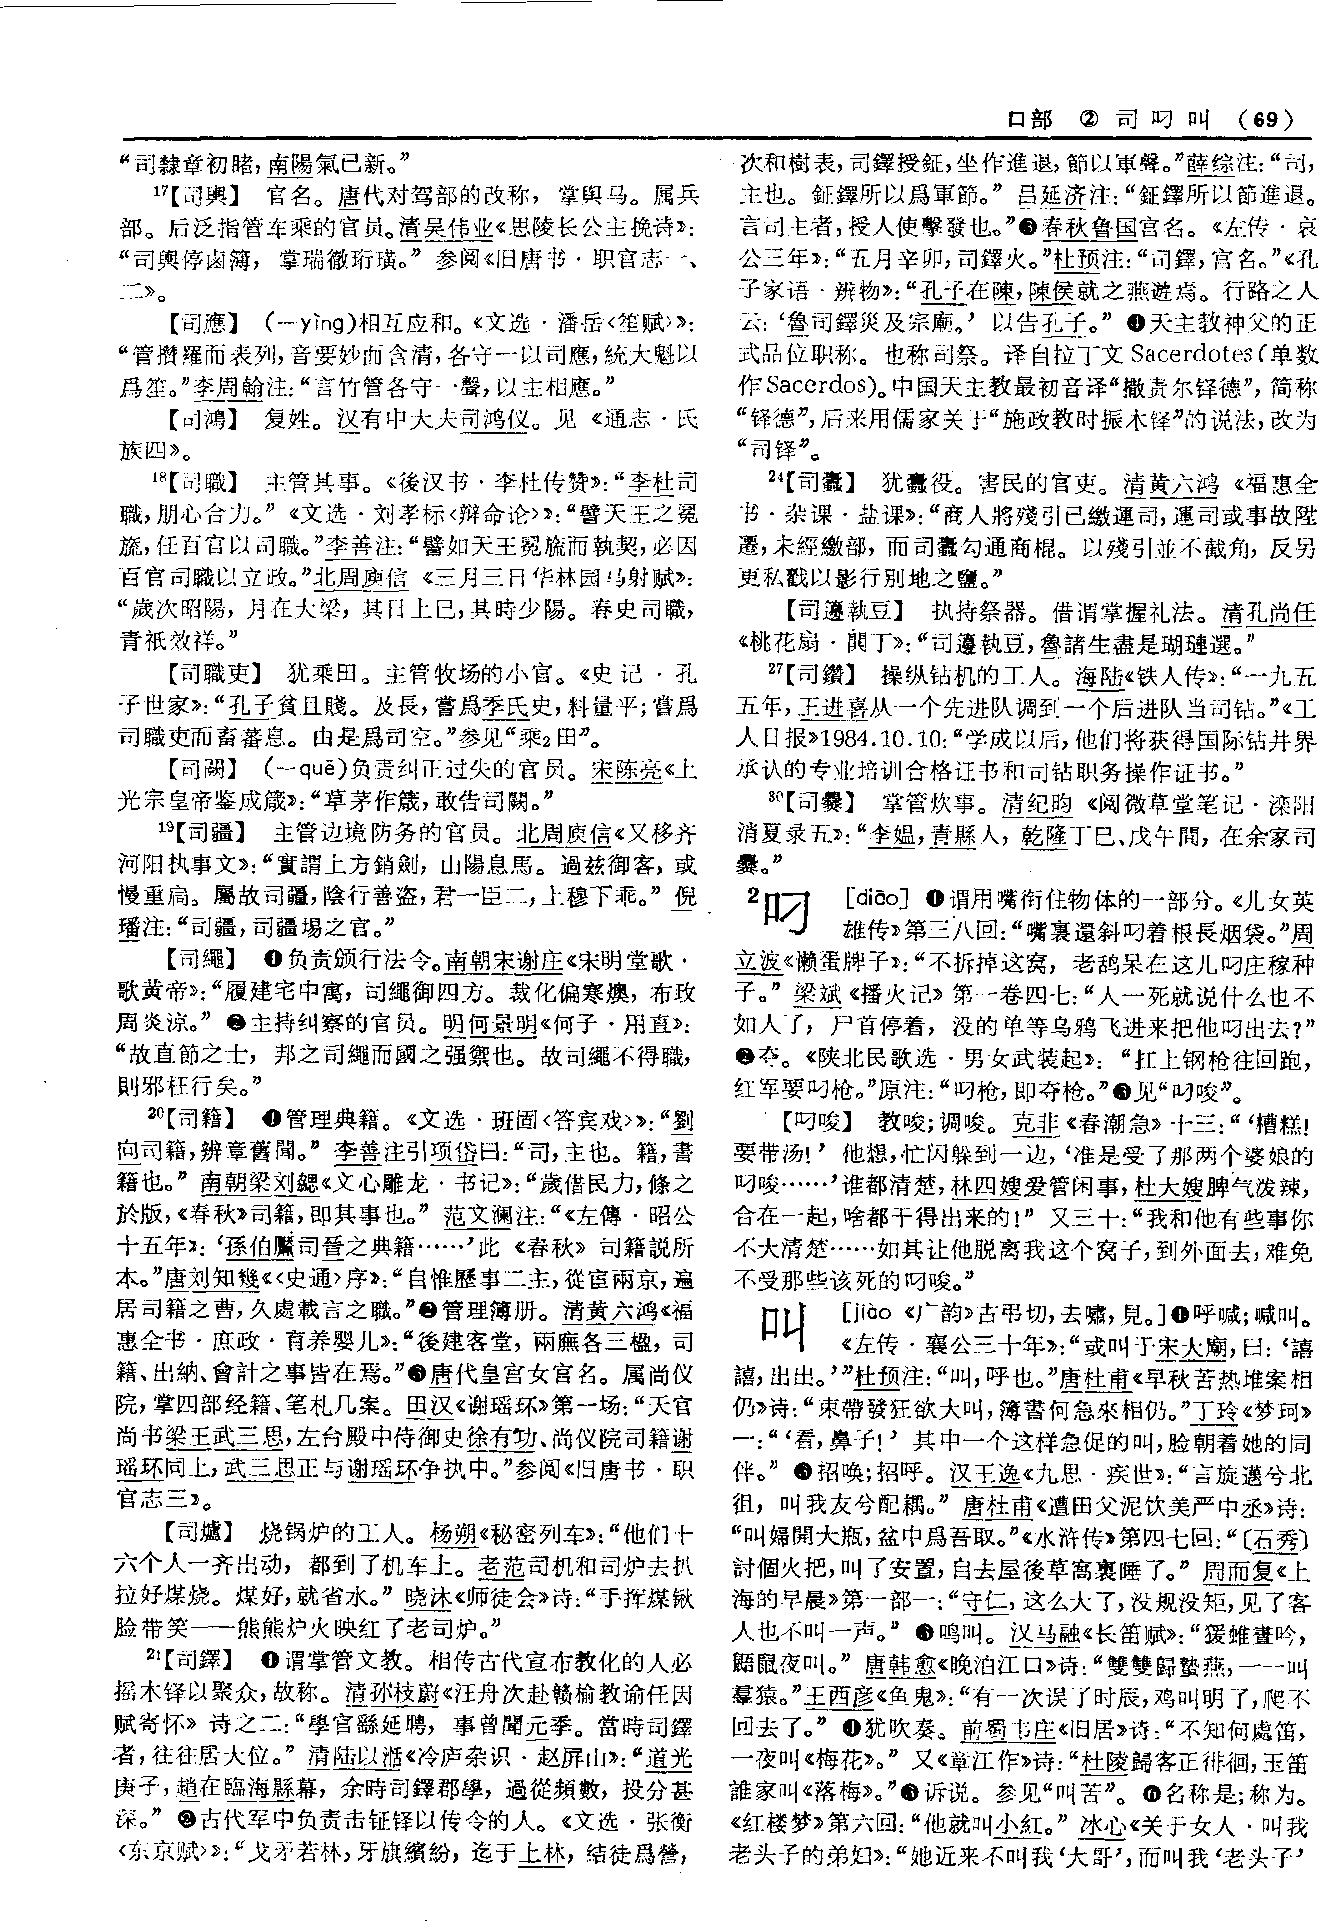 口部 ② 司叼叫 (69)
“司隸章初睹，南陽氣已新。”
¹⁷【司輿】 官名。唐代对驾部的改称，掌舆马。属兵
部。后泛指管车乘的官员。清吴伟业《思陵长公主挽诗》：
“司輿停鹵簿，掌瑞徹珩璜。” 参阅《旧唐书·职官志一、
二》。
【司應】 (—yìng)相互应和。《文选·潘岳〈笙赋〉》：
“管攢羅而表列，音要妙而含清，各守一以司應，統大魁以
爲笙。”李周翰注：“言竹管各守一聲，以主相應。”
【司鴻】 复姓。汉有中大夫司鸿仪。见《通志·氏
族四》。
¹⁸【司職】 主管其事。《後汉书·李杜传赞》：“李杜司
職，朋心合力。”《文选·刘孝标〈辩命论〉》：“譬天王之冕
旒，任百官以司職。”李善注：“譬如天王冕旒而執契，必因
百官司職以立政。”北周庾信《三月三日华林园马射赋》：
“歲次昭陽，月在大梁，其日上巳，其時少陽。春史司職，
青祇效祥。”
【司職吏】 犹乘田。主管牧场的小官。《史记·孔
子世家》：“孔子貧且賤。及長，嘗爲季氏史，料量平；嘗爲
司職吏而畜蕃息。由是爲司空。”参见“乘₂田”。
【司闕】 (—quē)负责纠正过失的官员。宋陈亮《上
光宗皇帝鉴成箴》：“草茅作箴，敢告司闕。”
¹⁹【司疆】 主管边境防务的官员。北周庾信《又移齐
河阳执事文》：“實謂上方銷劍，山陽息馬。過兹御客，或
慢重扃。屬故司疆，陰行善盗，君一臣二，上穆下乖。” 倪
璠注：“司疆，司疆埸之官。”
【司繩】 ❶负责颁行法令。南朝宋谢庄《宋明堂歌·
歌黄帝》：“履建宅中㝢，司繩御四方。裁化偏寒燠，布政
周炎涼。” ❷主持纠察的官员。明何景明《何子·用直》：
“故直節之士，邦之司繩而國之强禦也。故司繩不得職，
則邪枉行矣。”
²⁰【司籍】 ❶管理典籍。《文选·班固〈答宾戏〉》：“劉
向司籍，辨章舊聞。” 李善注引项岱曰：“司，主也。籍，書
籍也。” 南朝梁刘勰《文心雕龙·书记》：“歲借民力，條之
於版，《春秋》司籍，即其事也。” 范文澜注：“《左傳·昭公
十五年》：‘孫伯黶司晉之典籍……’此《春秋》司籍説所
本。”唐刘知幾《〈史通〉序》：“自惟歷事二主，從宦兩京，遍
居司籍之曹，久處載言之職。”❷管理簿册。清黄六鸿《福
惠全书·庶政·育养婴儿》：“後建客堂，兩廡各三楹，司
籍、出納、會計之事皆在焉。”❸唐代皇宫女官名。属尚仪
院，掌四部经籍、笔札几案。田汉《谢瑶环》第一场：“天官
尚书梁王武三思，左台殿中侍御史徐有功、尚仪院司籍谢
瑶环同上，武三思正与谢瑶环争执中。”参阅《旧唐书·职
官志三》。
【司爐】 烧锅炉的工人。杨朔《秘密列车》：“他们十
六个人一齐出动，都到了机车上。老范司机和司炉去扒
拉好煤烧。煤好，就省水。” 晓沐《师徒会》诗：“手挥煤锹
脸带笑——熊熊炉火映红了老司炉。”
²¹【司鐸】 ❶谓掌管文教。相传古代宣布教化的人必
摇木铎以聚众，故称。清孙枝蔚《汪舟次赴赣榆教谕任因
赋寄怀》诗之二：“學官繇延聘，事曾聞元季。當時司鐸
者，往往居大位。” 清陆以湉《冷庐杂识·赵屏山》：“道光
庚子，趙在臨海縣幕，余時司鐸郡學，過從頻數，投分甚
深。” ❷古代军中负责击钲铎以传令的人。《文选·张衡
〈东京赋〉》：“戈矛若林，牙旗繽紛，迄于上林，結徒爲營，
次和樹表，司鐸授鉦，坐作進退，節以軍聲。”薛综注：“司，
主也。鉦鐸所以爲軍節。” 吕延济注：“鉦鐸所以節進退。
言司主者，授人使擊發也。”❸春秋鲁国宫名。《左传·哀
公三年》：“五月辛卯，司鐸火。”杜预注：“司鐸，宫名。”《孔
子家语·辨物》：“孔子在陳，陳侯就之燕遊焉。行路之人
云：‘魯司鐸災及宗廟。’以告孔子。” ❹天主教神父的正
式品位职称。也称司祭。译自拉丁文 Sacerdotes（单数
作Sacerdos）。中国天主教最初音译“撒责尔铎德”，简称
“铎德”，后来用儒家关于“施政教时振木铎”的说法，改为
“司铎”。
²⁴【司蠹】 犹蠹役。害民的官吏。清黄六鸿《福惠全
书·杂课·盐课》：“商人將殘引已繳運司，運司或事故陞
遷，未經繳部，而司蠹勾通商棍。以殘引並不截角，反另
更私戳以影行别地之鹽。”
【司籩執豆】 执持祭器。借谓掌握礼法。清孔尚任
《桃花扇·閧丁》：“司籩執豆，魯諸生盡是瑚璉選。”
²⁷【司鑽】 操纵钻机的工人。海陆《铁人传》：“一九五
五年，王进喜从一个先进队调到一个后进队当司钻。”《工
人日报》1984.10.10：“学成以后，他们将获得国际钻井界
承认的专业培训合格证书和司钻职务操作证书。”
³⁰【司爨】 掌管炊事。清纪昀《阅微草堂笔记·滦阳
消夏录五》：“李媼，青縣人，乾隆丁巳、戊午間，在余家司
爨。”
²叼 [diāo] ❶谓用嘴衔住物体的一部分。《儿女英
雄传》第三八回：“嘴裏還斜叼着根長烟袋。”周
立波《懒蛋牌子》：“不拆掉这窝，老鸹呆在这儿叼庄稼种
子。” 梁斌《播火记》第一卷四七：“人一死就说什么也不
如人了，尸首停着，没的单等乌鸦飞进来把他叼出去？”
❷夺。《陕北民歌选·男女武装起》：“扛上钢枪往回跑，
红军要叼枪。”原注：“叼枪，即夺枪。”❸见“叼唆”。
【叼唆】 教唆；调唆。克非《春潮急》十三：“‘糟糕！
要带汤！’他想，忙闪躲到一边，‘准是受了那两个婆娘的
叼唆……’谁都清楚，林四嫂爱管闲事，杜大嫂脾气泼辣，
合在一起，啥都干得出来的！” 又三十：“我和他有些事你
不大清楚……如其让他脱离我这个窝子，到外面去，难免
不受那些该死的叼唆。”
叫 [jiào 《广韵》古弔切，去嘯，見。]❶呼喊；喊叫。
《左传·襄公三十年》：“或叫于宋大廟，曰：‘譆
譆，出出。’”杜预注：“叫，呼也。”唐杜甫《早秋苦热堆案相
仍》诗：“束帶發狂欲大叫，簿書何急來相仍。”丁玲《梦珂》
一：“‘看，鼻子！’其中一个这样急促的叫，脸朝着她的同
伴。” ❷招唤；招呼。汉王逸《九思·疾世》：“言旋邁兮北
徂，叫我友兮配耦。” 唐杜甫《遭田父泥饮美严中丞》诗：
“叫婦開大瓶，盆中爲吾取。”《水浒传》第四七回：“〔石秀〕
討個火把，叫了安置，自去屋後草窩裏睡了。” 周而复《上
海的早晨》第一部一：“守仁，这么大了，没规没矩，见了客
人也不叫一声。” ❸鸣叫。汉马融《长笛赋》：“猨蜼晝吟，
鼯鼠夜叫。” 唐韩愈《晚泊江口》诗：“雙雙歸蟄燕，一一叫
羣猿。”王西彦《鱼鬼》：“有一次误了时辰，鸡叫明了，爬不
回去了。” ❹犹吹奏。前蜀韦庄《旧居》诗：“不知何處笛，
一夜叫《梅花》。” 又《章江作》诗：“杜陵歸客正徘徊，玉笛
誰家叫《落梅》。”❺诉说。参见“叫苦”。❻名称是；称为。
《红楼梦》第六回：“他就叫小紅。” 冰心《关于女人·叫我
老头子的弟妇》：“她近来不叫我‘大哥’，而叫我‘老头子’